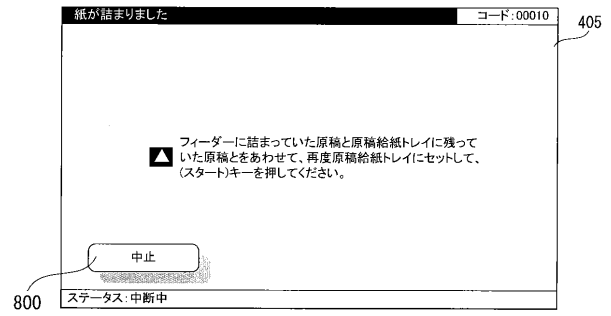 紙が詰まりました
コード:00010
405
フィーダーに詰まっていた原稿と原稿給紙トレイに残って
いた原稿とをあわせて、再度原稿給紙トレイにセットして、
(スタート)キーを押してください。
中止
800
ステータス:中断中